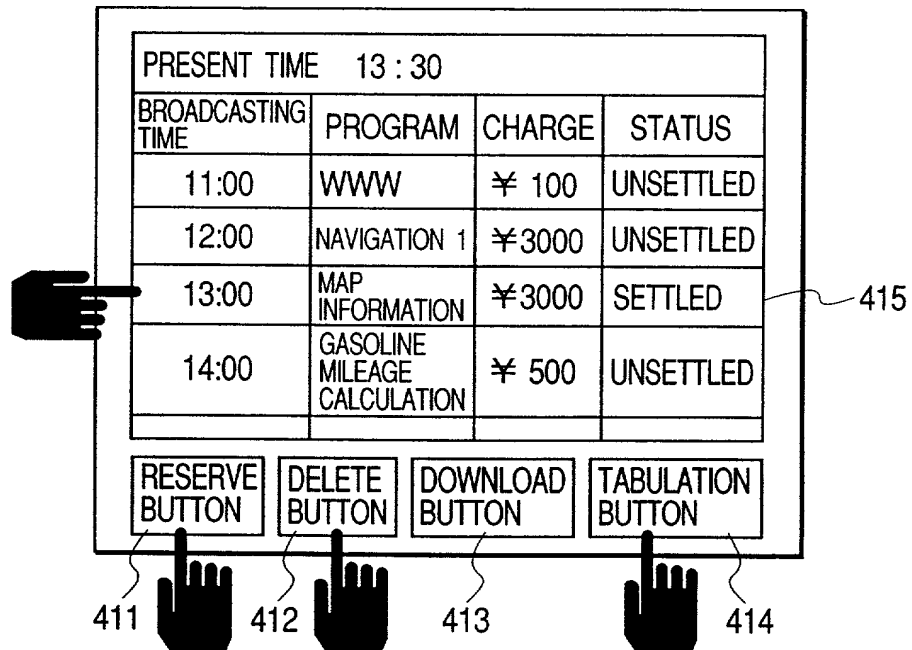 PRESENT TIME 13:30
BROADCASTING TIME PROGRAM CHARGE STATUS
11:00 WWW ¥ 100 UNSETTLED
12:00 NAVIGATION 1 ¥3000 UNSETTLED
13:00 MAP INFORMATION ¥3000 SETTLED
415
14:00 GASOLINE MILEAGE CALCULATION ¥ 500 UNSETTLED
RESERVE BUTTON
DELETE BUTTON
DOWNLOAD BUTTON
TABULATION BUTTON
411 412 413 414